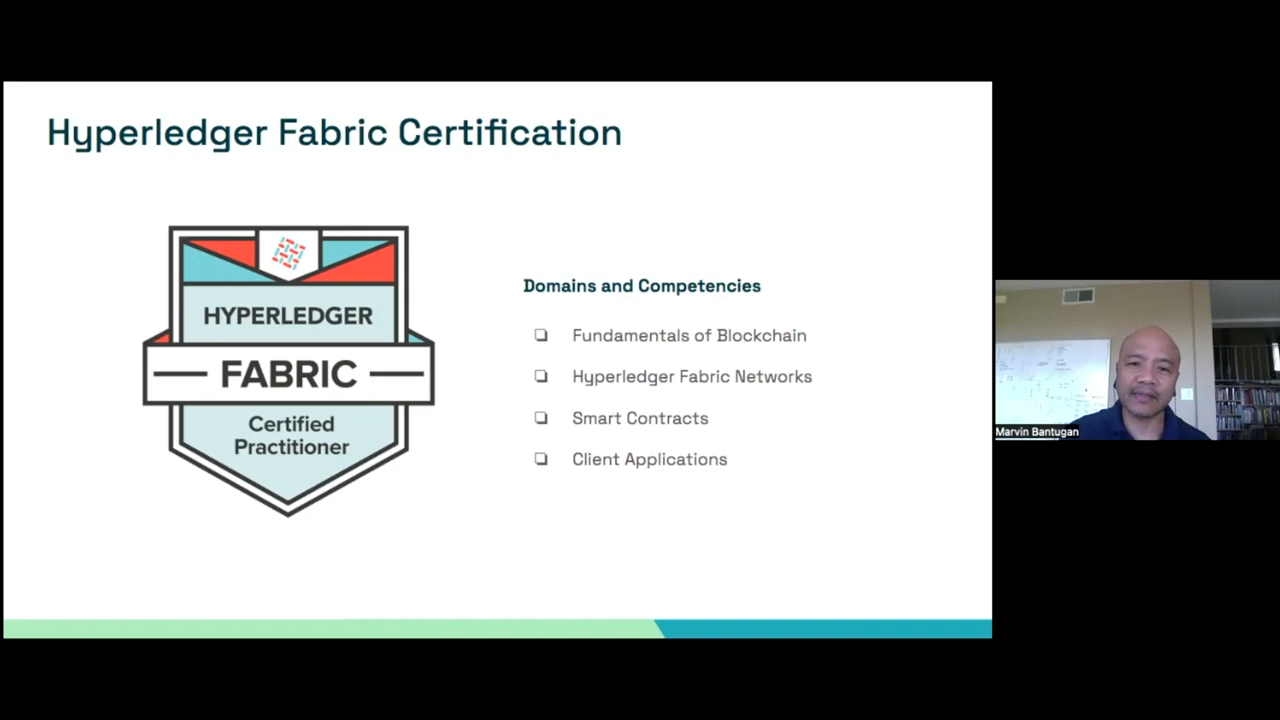 Hyperledger Fabric Certification
HYPERLEDGER
FABRIC
Certified
Practitioner
Domains and Competencies
Fundamentals of Blockchain
Hyperledger Fabric Networks
Smart Contracts
Client Applications
Marvin Bantugan